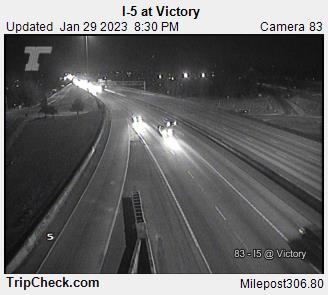 I-5 at Victory
Updated Jan 29 2023 8:30 PM Camera 83
T
S
83 - I5 @ Victory
TripCheck.com Milepost306.80